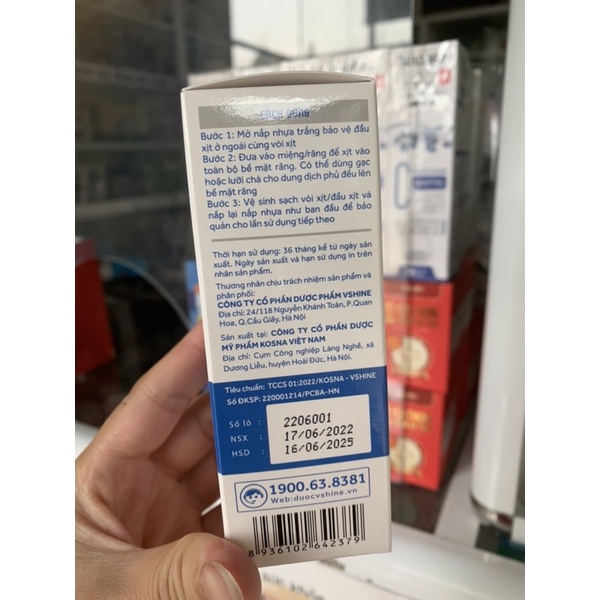 CÁCH DÙNG
Bước 1: Mở nắp nhựa trắng bảo vệ đầu
xịt ở ngoài cùng vòi xịt
Bước 2: Đưa vào miệng/răng để xịt vào
toàn bộ bề mặt răng. Có thể dùng gạc
hoặc lưỡi chà cho dung dịch phủ đều lên
bề mặt răng
Bước 3: Vệ sinh sạch vòi xịt/đầu xịt và
nắp lại nắp nhựa như ban đầu để bảo
quản cho lần sử dụng tiếp theo
Thời hạn sử dụng: 36 tháng kể từ ngày sản
xuất. Ngày sản xuất và hạn sử dụng in trên
nhãn sản phẩm.
Thương nhân chịu trách nhiệm sản phẩm và
phân phối:
CÔNG TY CỔ PHẦN DƯỢC PHẨM VSHINE
Địa chỉ: 24/118 Nguyễn Khánh Toàn, P.Quan
Hoa, Q.Cầu Giấy, Hà Nội
Sản xuất tại: CÔNG TY CỔ PHẦN DƯỢC
MỸ PHẨM KOSNA VIỆT NAM
Địa chỉ: Cụm Công nghiệp Làng Nghề, xã
Dương Liễu, huyện Hoài Đức, Hà Nội.
Tiêu chuẩn: TCCS 01:2022/KOSNA - VSHINE
Số ĐKSP: 220001214/PCBA-HN
Số lô : 2206001
NSX : 17/06/2022
HSD : 16/06/2025
1900.63.8381
Web:duocvshine.vn
8 936102 642379